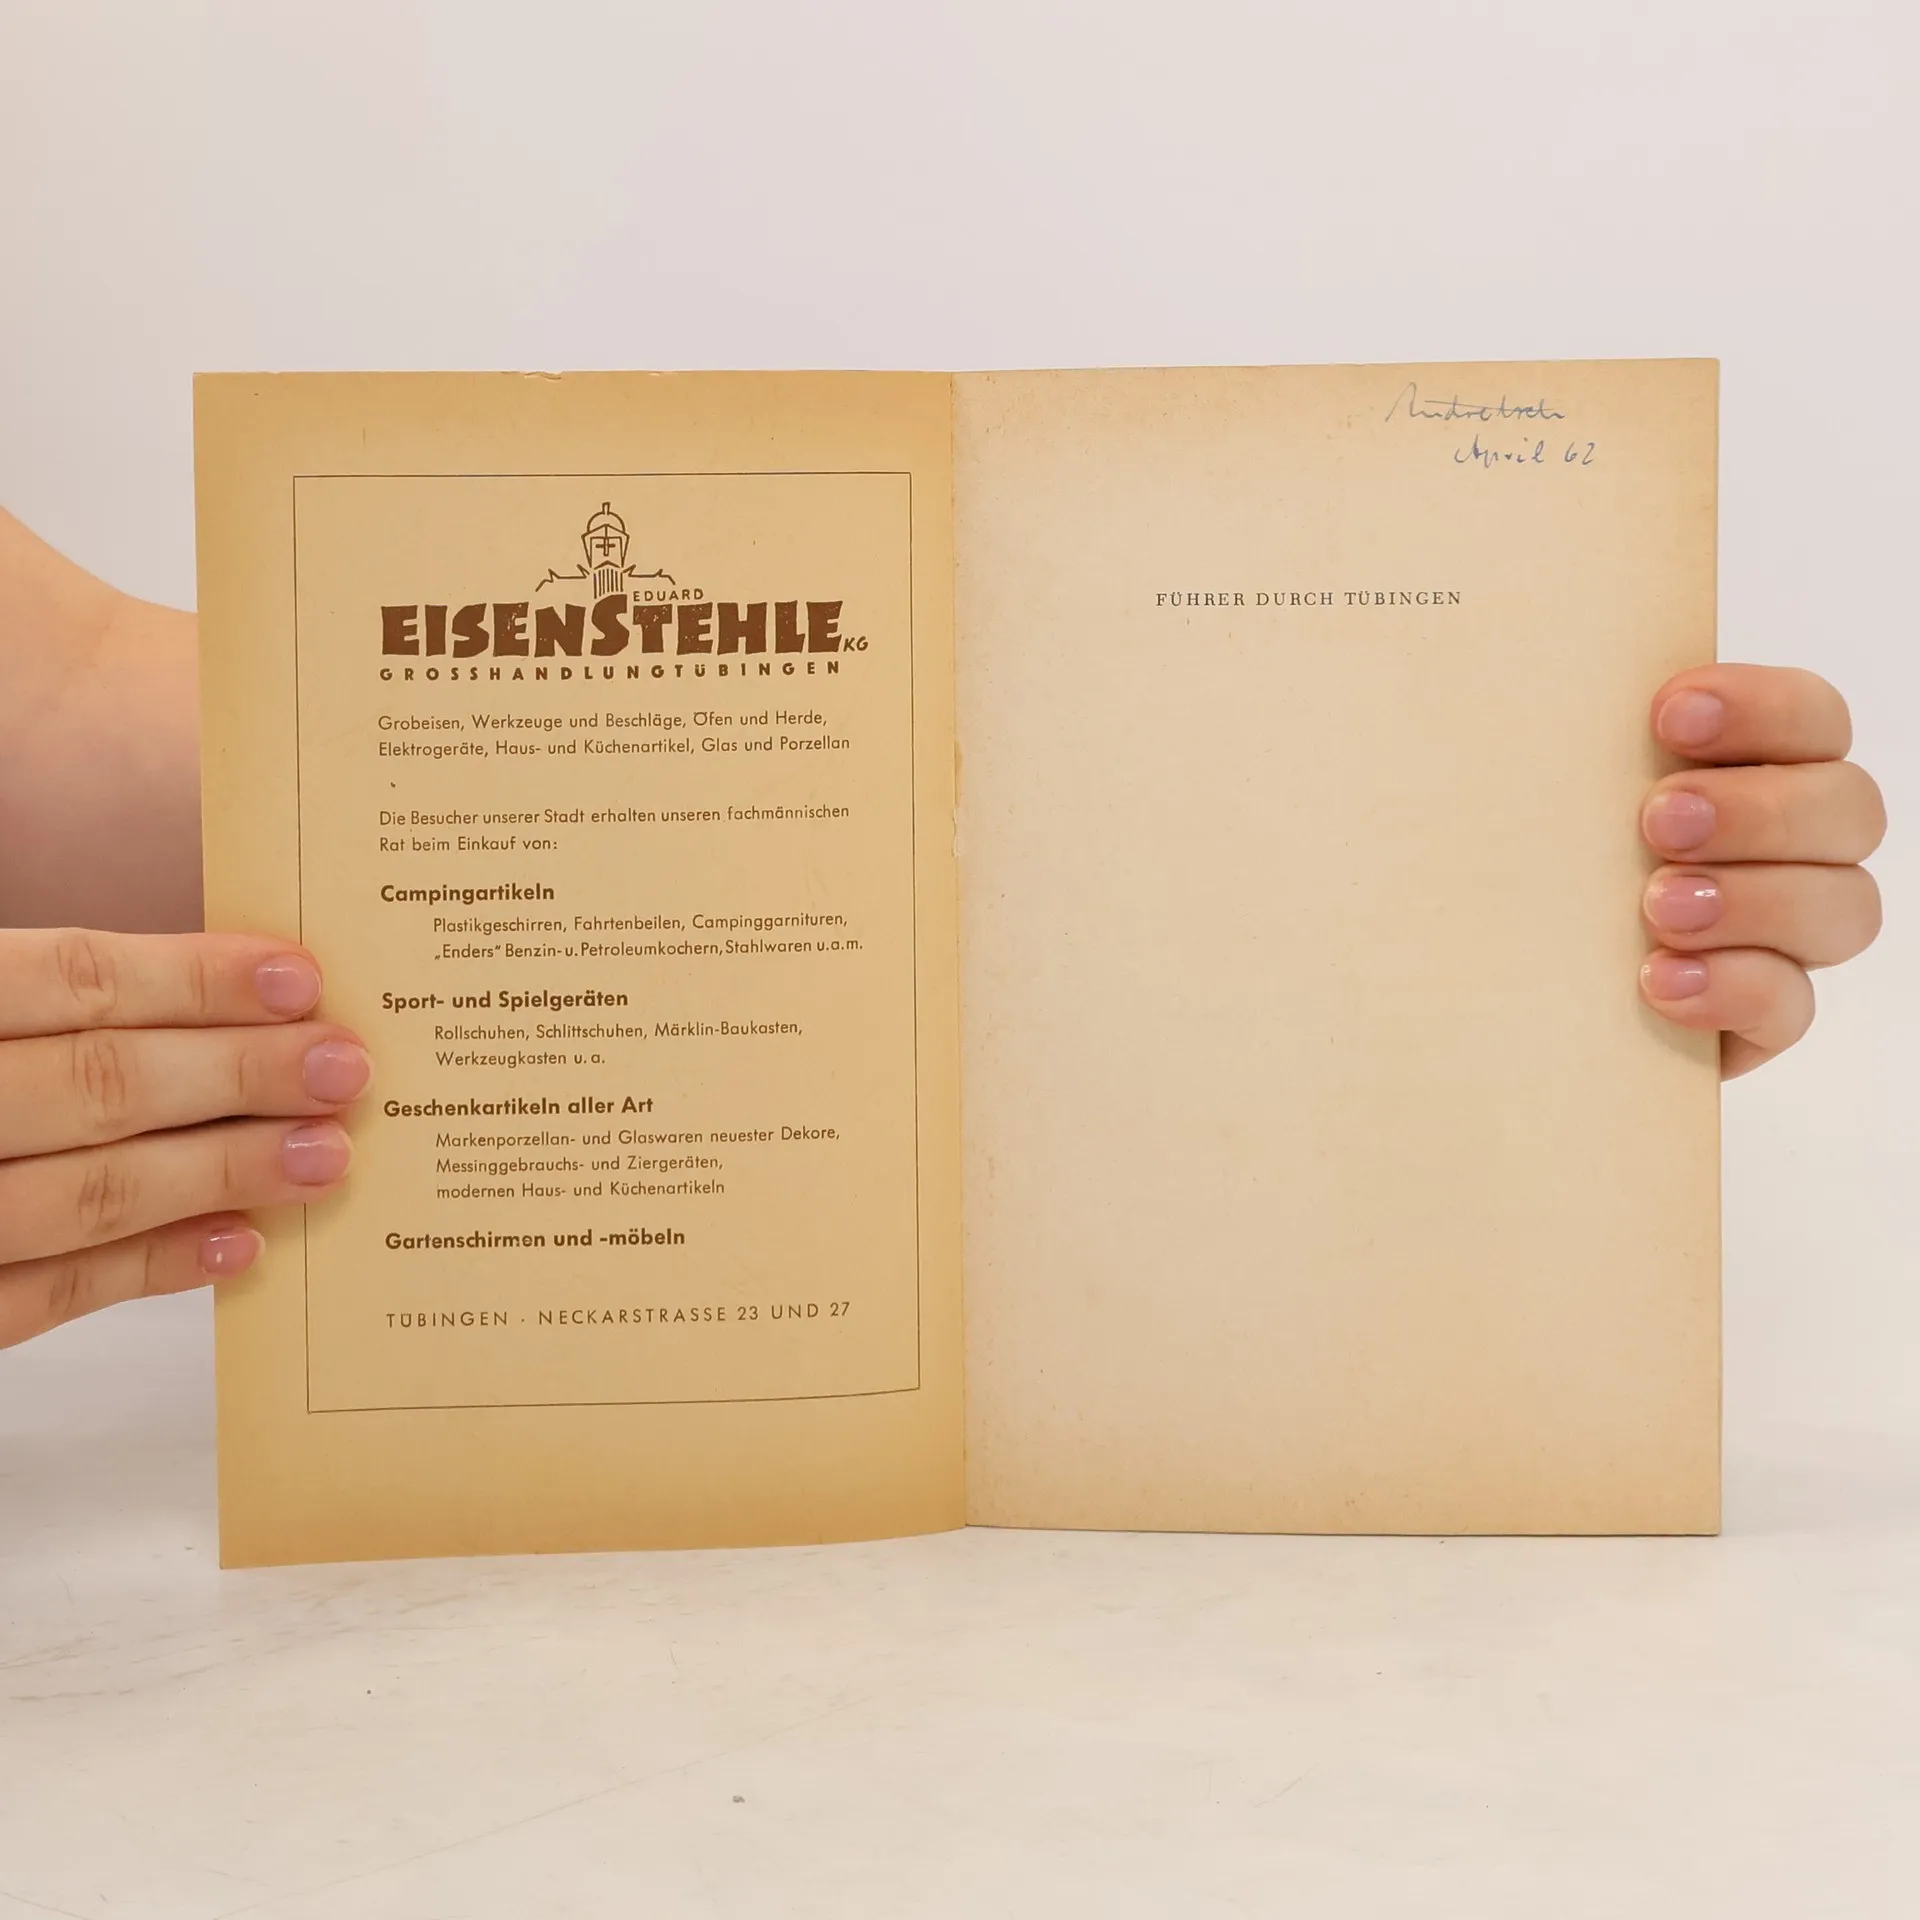 EDUARD
EISENSTEHLE KG
GROSSHANDLUNG TÜBINGEN
Grobeisen, Werkzeuge und Beschläge, Öfen und Herde,
Elektrogeräte, Haus- und Küchenartikel, Glas und Porzellan
Die Besucher unserer Stadt erhalten unseren fachmännischen
Rat beim Einkauf von:
Campingartikeln
Plastikgeschirren, Fahrtenbeilen, Campinggarnituren,
„Enders“ Benzin- u. Petroleumkochern, Stahlwaren u.a.m.
Sport- und Spielgeräten
Rollschuhen, Schlittschuhen, Märklin-Baukasten,
Werkzeugkasten u. a.
Geschenkartikeln aller Art
Markenporzellan- und Glaswaren neuester Dekore,
Messinggebrauchs- und Ziergeräten,
modernen Haus- und Küchenartikeln
Gartenschirmen und -möbeln
TÜBINGEN · NECKARSTRASSE 23 UND 27
April 62
FÜHRER DURCH TÜBINGEN